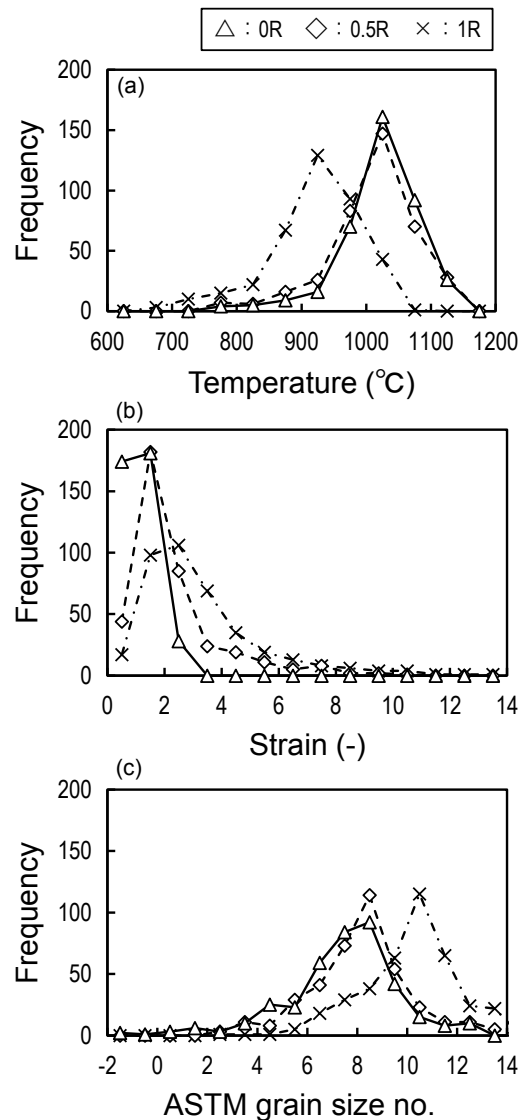 △ : 0R ◇ : 0.5R × : 1R
(a)
Frequency
200
150
100
50
0
600 700 800 900 1000 1100 1200
Temperature (℃)
(b)
Frequency
200
150
100
50
0
0 2 4 6 8 10 12 14
Strain (-)
(c)
Frequency
200
150
100
50
0
-2 0 2 4 6 8 10 12 14
ASTM grain size no.